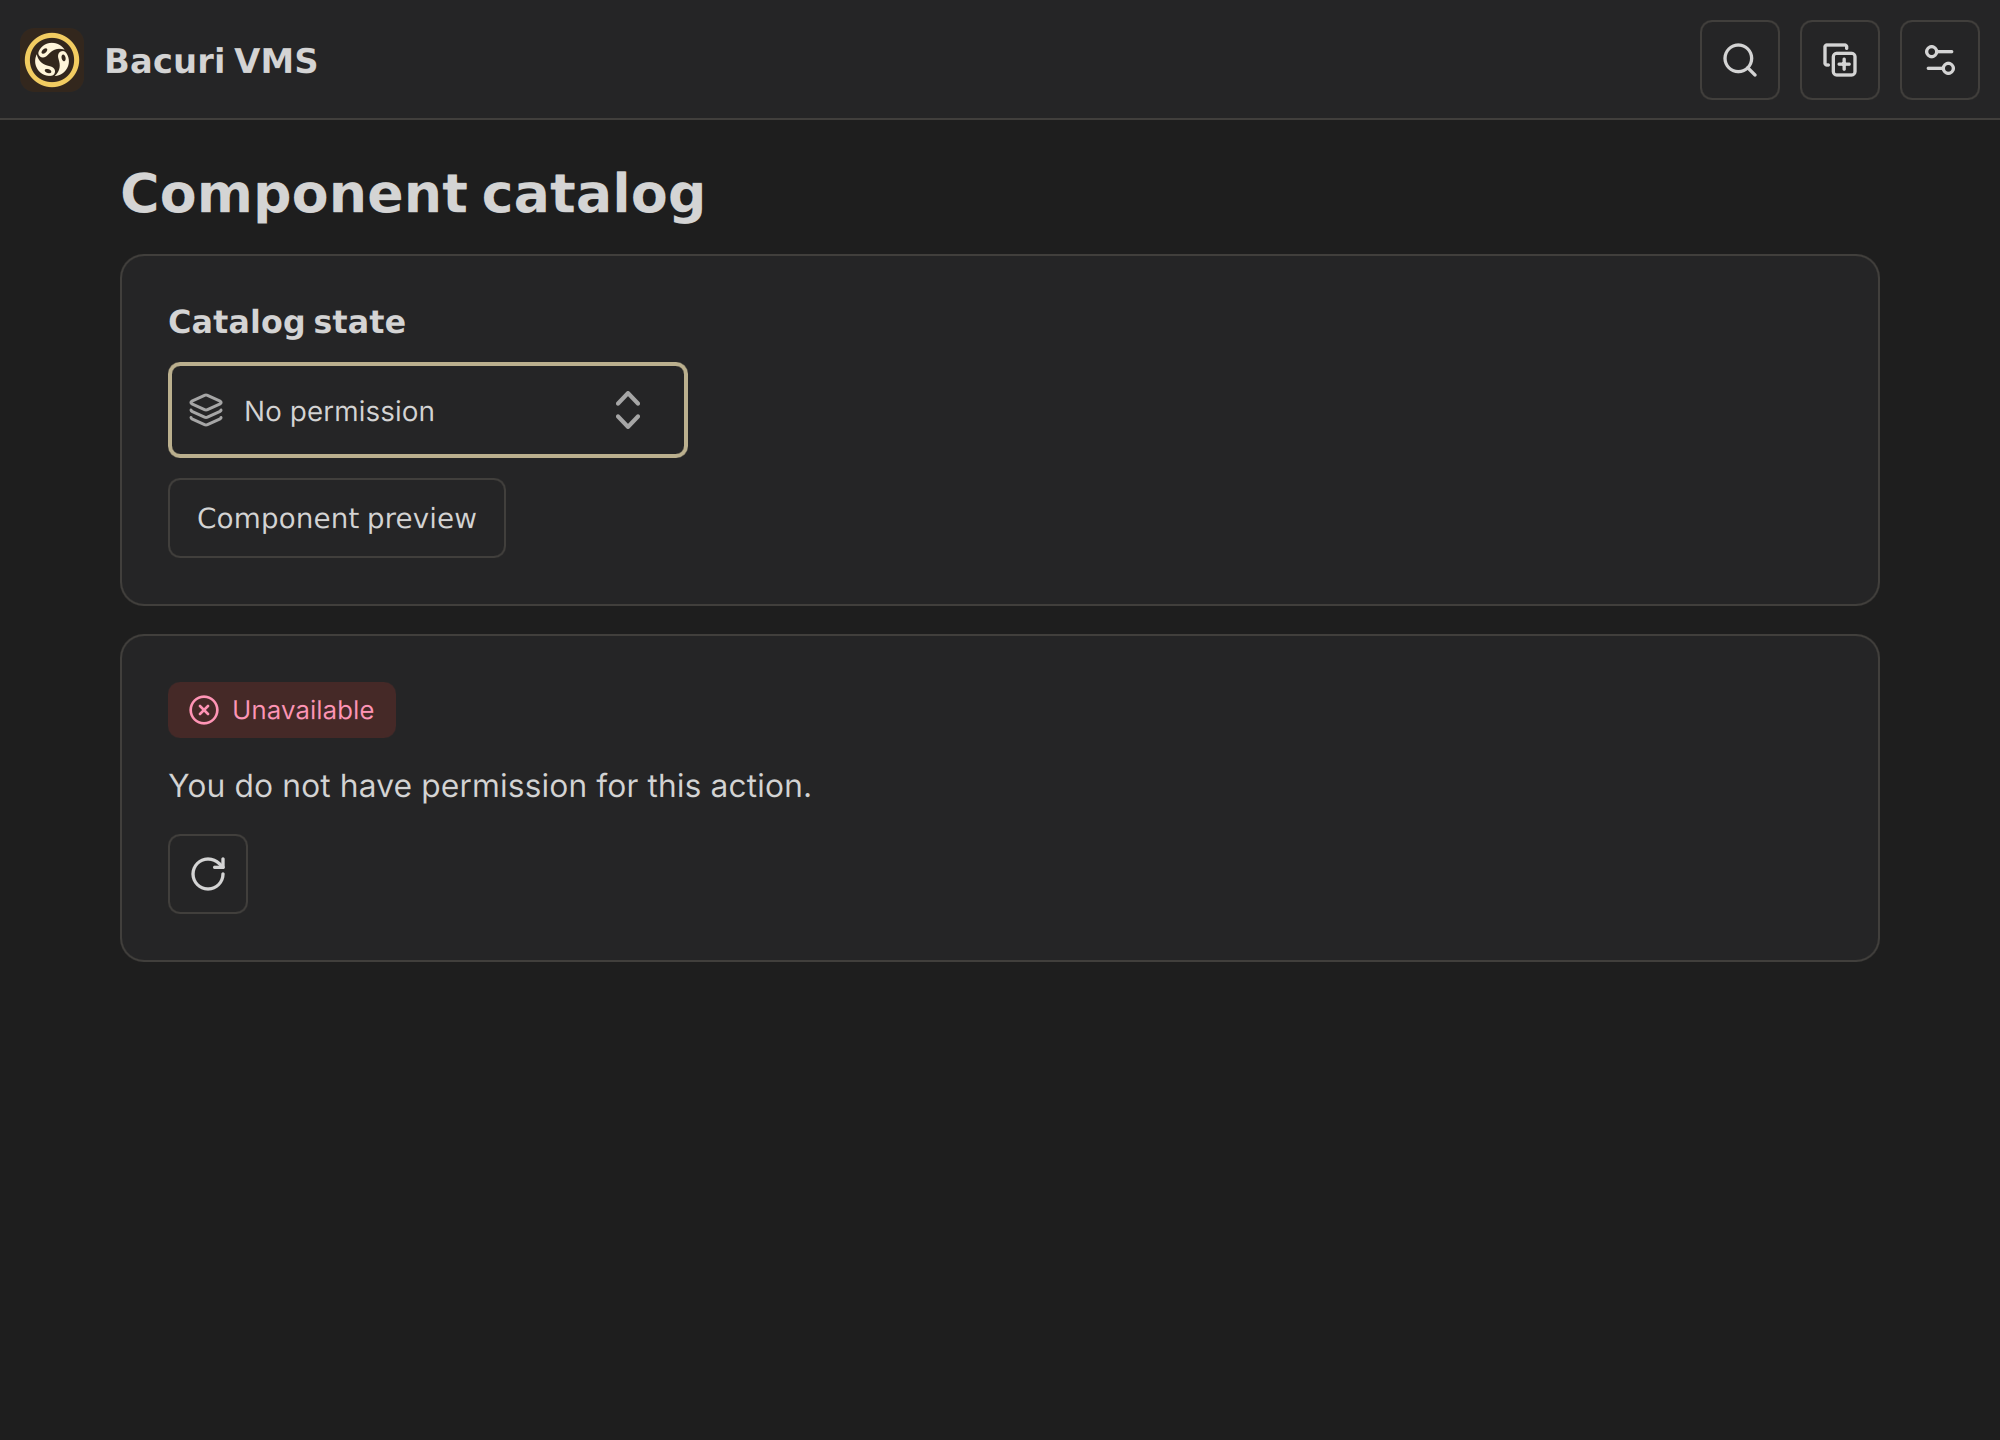 Bacuri VMS
Component catalog
Catalog state
No permission
Component preview
Unavailable
You do not have permission for this action.